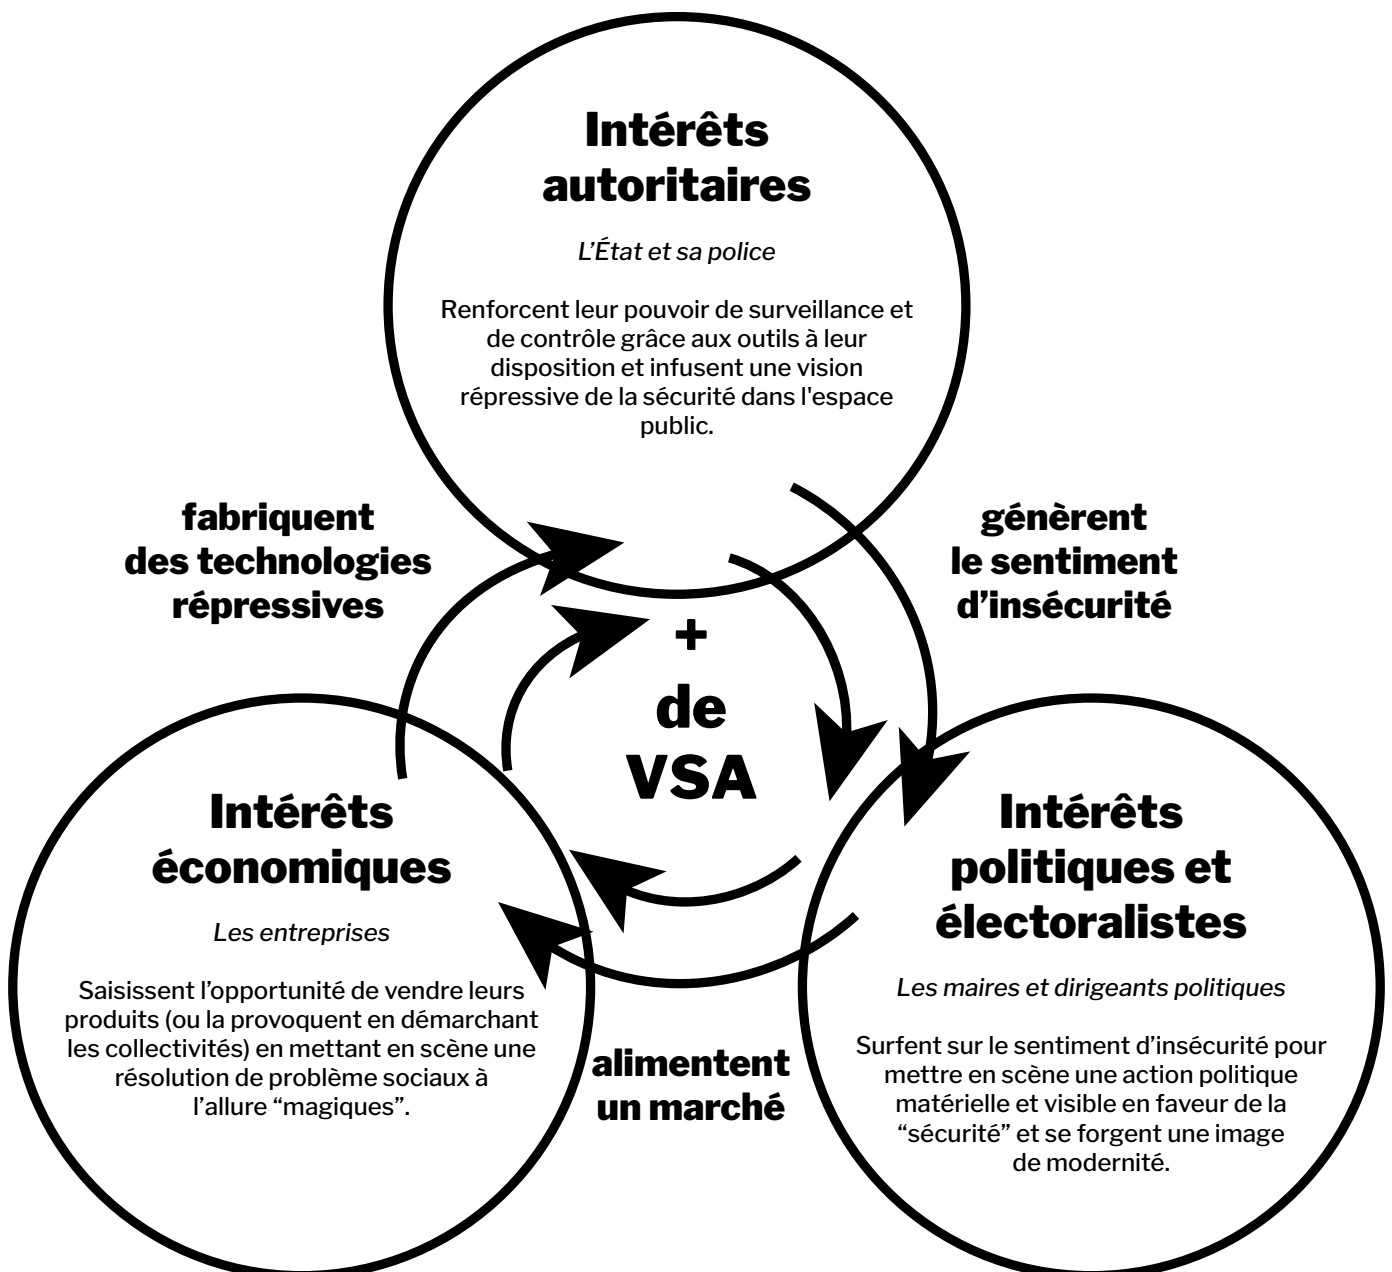 Intérêts
autoritaires
L’État et sa police
Renforcent leur pouvoir de surveillance et
de contrôle grâce aux outils à leur
disposition et infusent une vision
répressive de la sécurité dans l'espace
public.
fabriquent
des technologies
répressives
génèrent
le sentiment
d’insécurité
+
de
VSA
Intérêts
économiques
Les entreprises
Saisissent l’opportunité de vendre leurs
produits (ou la provoquent en démarchant
les collectivités) en mettant en scène une
résolution de problème sociaux à
l’allure “magiques”.
Intérêts
politiques et
électoralistes
Les maires et dirigeants politiques
Surfent sur le sentiment d’insécurité pour
mettre en scène une action politique
matérielle et visible en faveur de la
“sécurité” et se forgent une image
de modernité.
alimentent
un marché